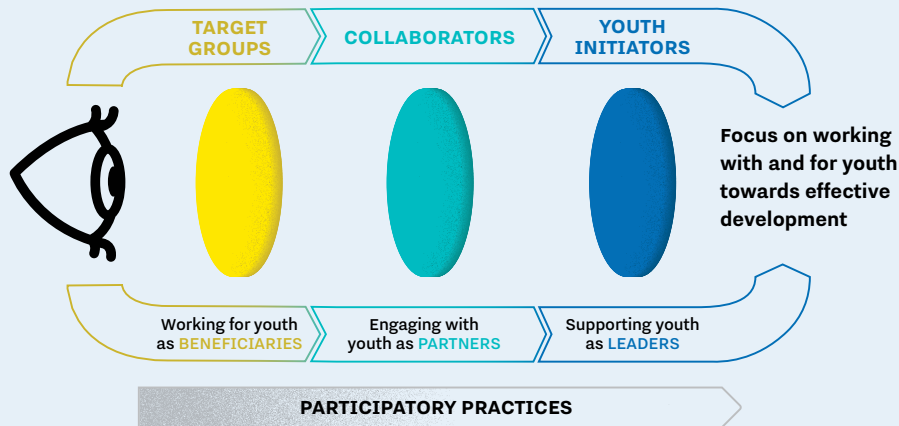 TARGET
GROUPS
COLLABORATORS
YOUTH
INITIATORS
Focus on working
with and for youth
towards effective
development
Working for youth
as BENEFICIARIES
Engaging with
youth as PARTNERS
Supporting youth
as LEADERS
PARTICIPATORY PRACTICES